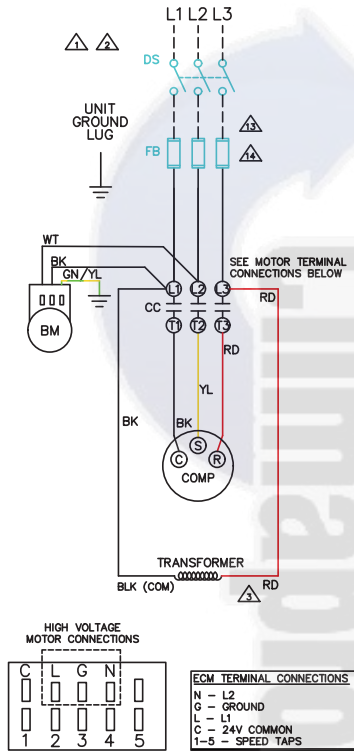 L1 L2 L3
1 2
DS
UNIT
GROUND
LUG
FB
13
14
WT
BK
GN/YL
BM
SEE MOTOR TERMINAL
CONNECTIONS BELOW
L1 L2 L3
RD
CC
T1 T2 T3
RD
YL
BK
BK
S
C R
COMP
TRANSFORMER
BLK (COM)
RD
3
HIGH VOLTAGE
MOTOR CONNECTIONS
C L G N
1 2 3 4 5
ECM TERMINAL CONNECTIONS
N – L2
G – GROUND
L – L1
C – 24V COMMON
1–5 – SPEED TAPS